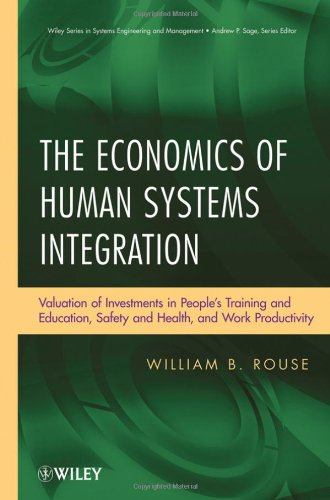 Wiley Series in Systems Engineering and Management • Andrew P. Sage, Series Editor
THE ECONOMICS OF
HUMAN SYSTEMS
INTEGRATION
Valuation of Investments in People's Training and
Education, Safety and Health, and Work Productivity
WILLIAM B. ROUSE
WILEY